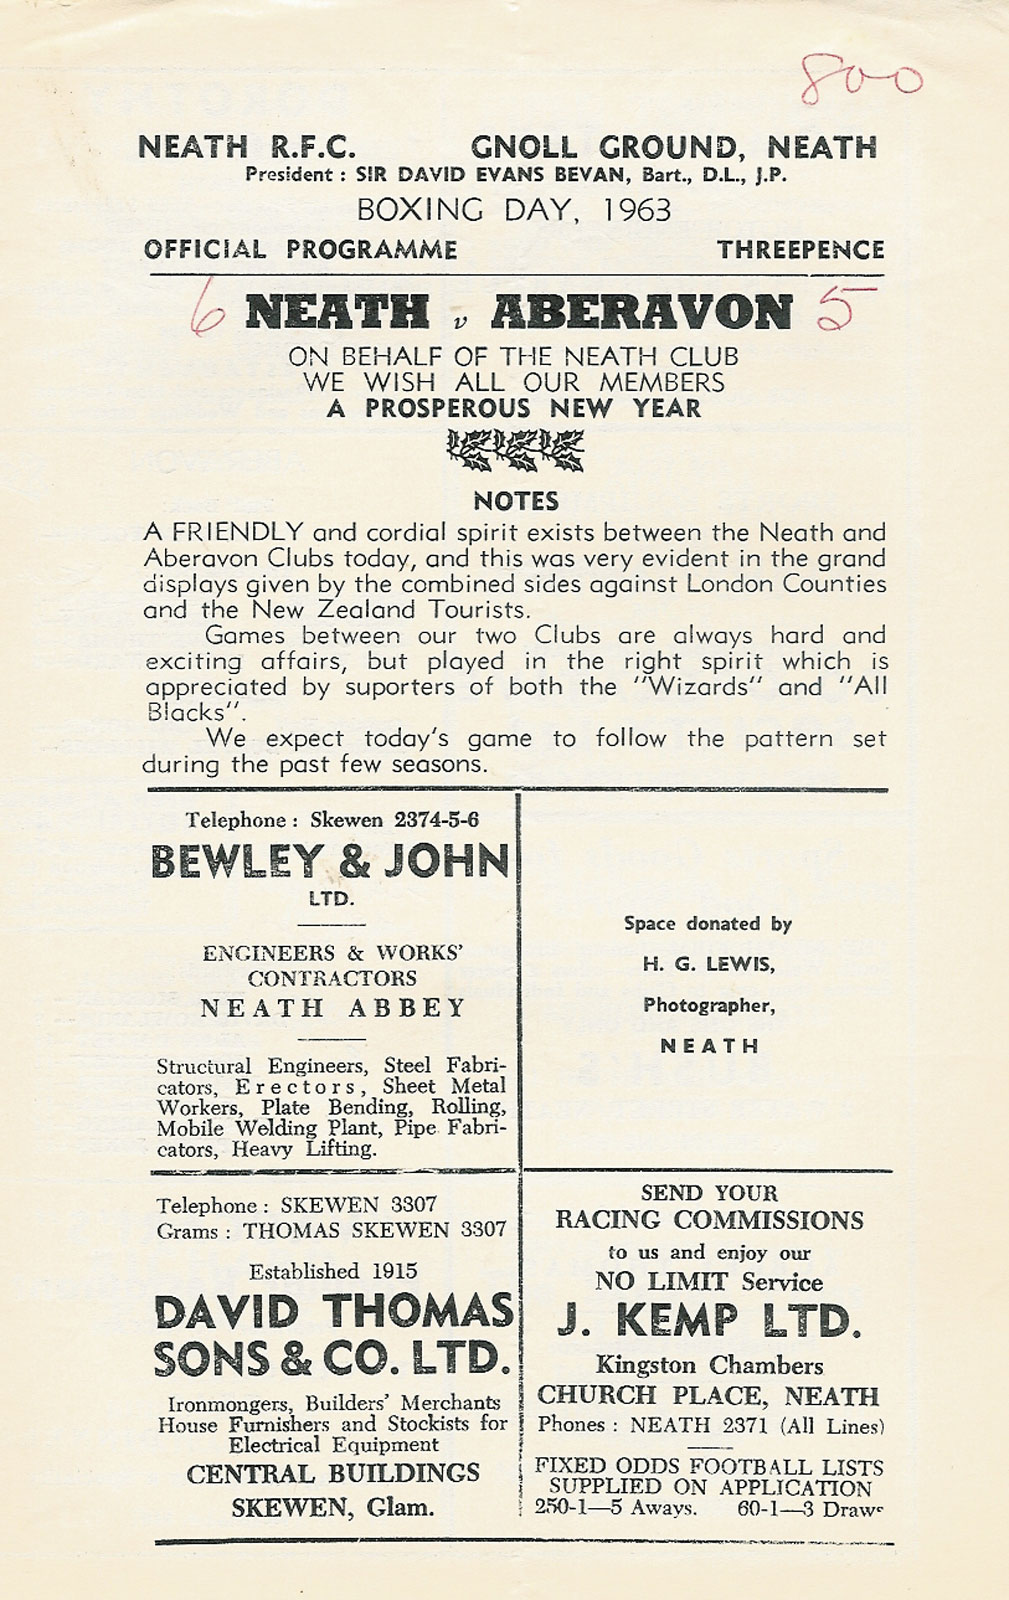 800
NEATH R.F.C. GNOLL GROUND, NEATH
President : SIR DAVID EVANS BEVAN, Bart., D.L., J.P.
BOXING DAY, 1963
OFFICIAL PROGRAMME THREEPENCE
6 NEATH v ABERAVON 5
ON BEHALF OF THE NEATH CLUB
WE WISH ALL OUR MEMBERS
A PROSPEROUS NEW YEAR
NOTES
A FRIENDLY and cordial spirit exists between the Neath and
Aberavon Clubs today, and this was very evident in the grand
displays given by the combined sides against London Counties
and the New Zealand Tourists.
Games between our two Clubs are always hard and
exciting affairs, but played in the right spirit which is
appreciated by suporters of both the "Wizards" and "All
Blacks".
We expect today's game to follow the pattern set
during the past few seasons.
Telephone : Skewen 2374-5-6
BEWLEY & JOHN
LTD.
ENGINEERS & WORKS'
CONTRACTORS
NEATH ABBEY
Structural Engineers, Steel Fabri-
cators, Erectors, Sheet Metal
Workers, Plate Bending, Rolling,
Mobile Welding Plant, Pipe Fabri-
cators, Heavy Lifting.
Space donated by
H. G. LEWIS,
Photographer,
NEATH
Telephone : SKEWEN 3307
Grams : THOMAS SKEWEN 3307
Established 1915
DAVID THOMAS
SONS & CO. LTD.
Ironmongers, Builders' Merchants
House Furnishers and Stockists for
Electrical Equipment
CENTRAL BUILDINGS
SKEWEN, Glam.
SEND YOUR
RACING COMMISSIONS
to us and enjoy our
NO LIMIT Service
J. KEMP LTD.
Kingston Chambers
CHURCH PLACE, NEATH
Phones : NEATH 2371 (All Lines)
FIXED ODDS FOOTBALL LISTS
SUPPLIED ON APPLICATION
250-1—5 Aways. 60-1—3 Draws